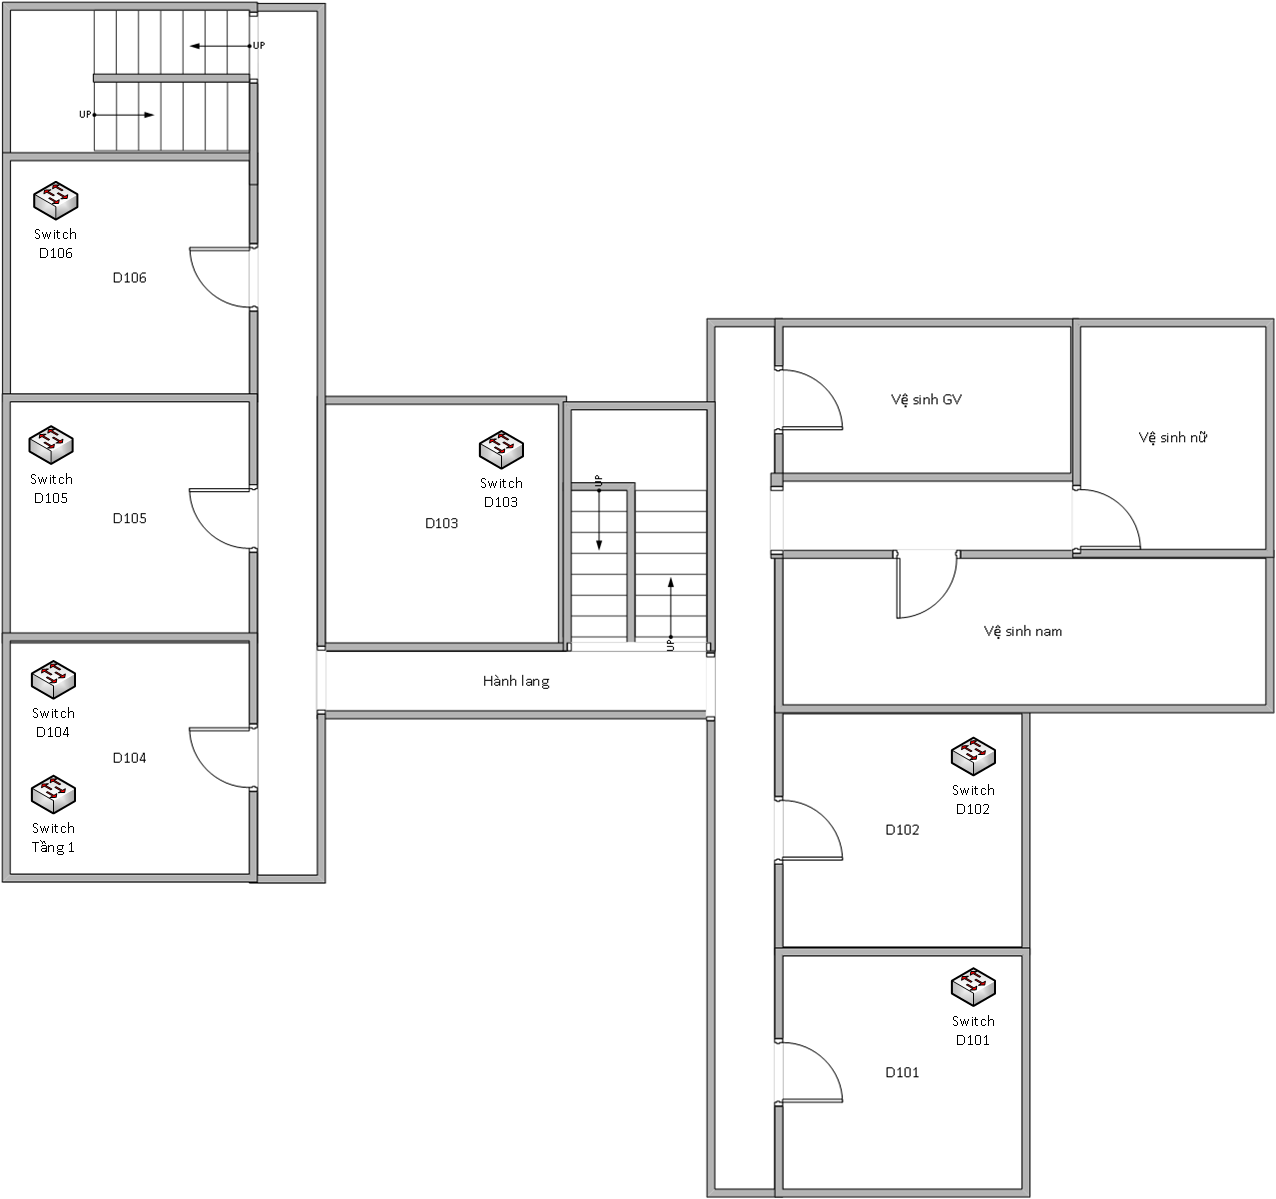 UP
UP
Switch
D106
D106
Vệ sinh GV
Vệ sinh nữ
Switch
D105
D105
Switch
D103
D103
UP
Vệ sinh nam
UP
Hành lang
Switch
D104
D104
Switch
Tầng 1
Switch
D102
D102
Switch
D101
D101